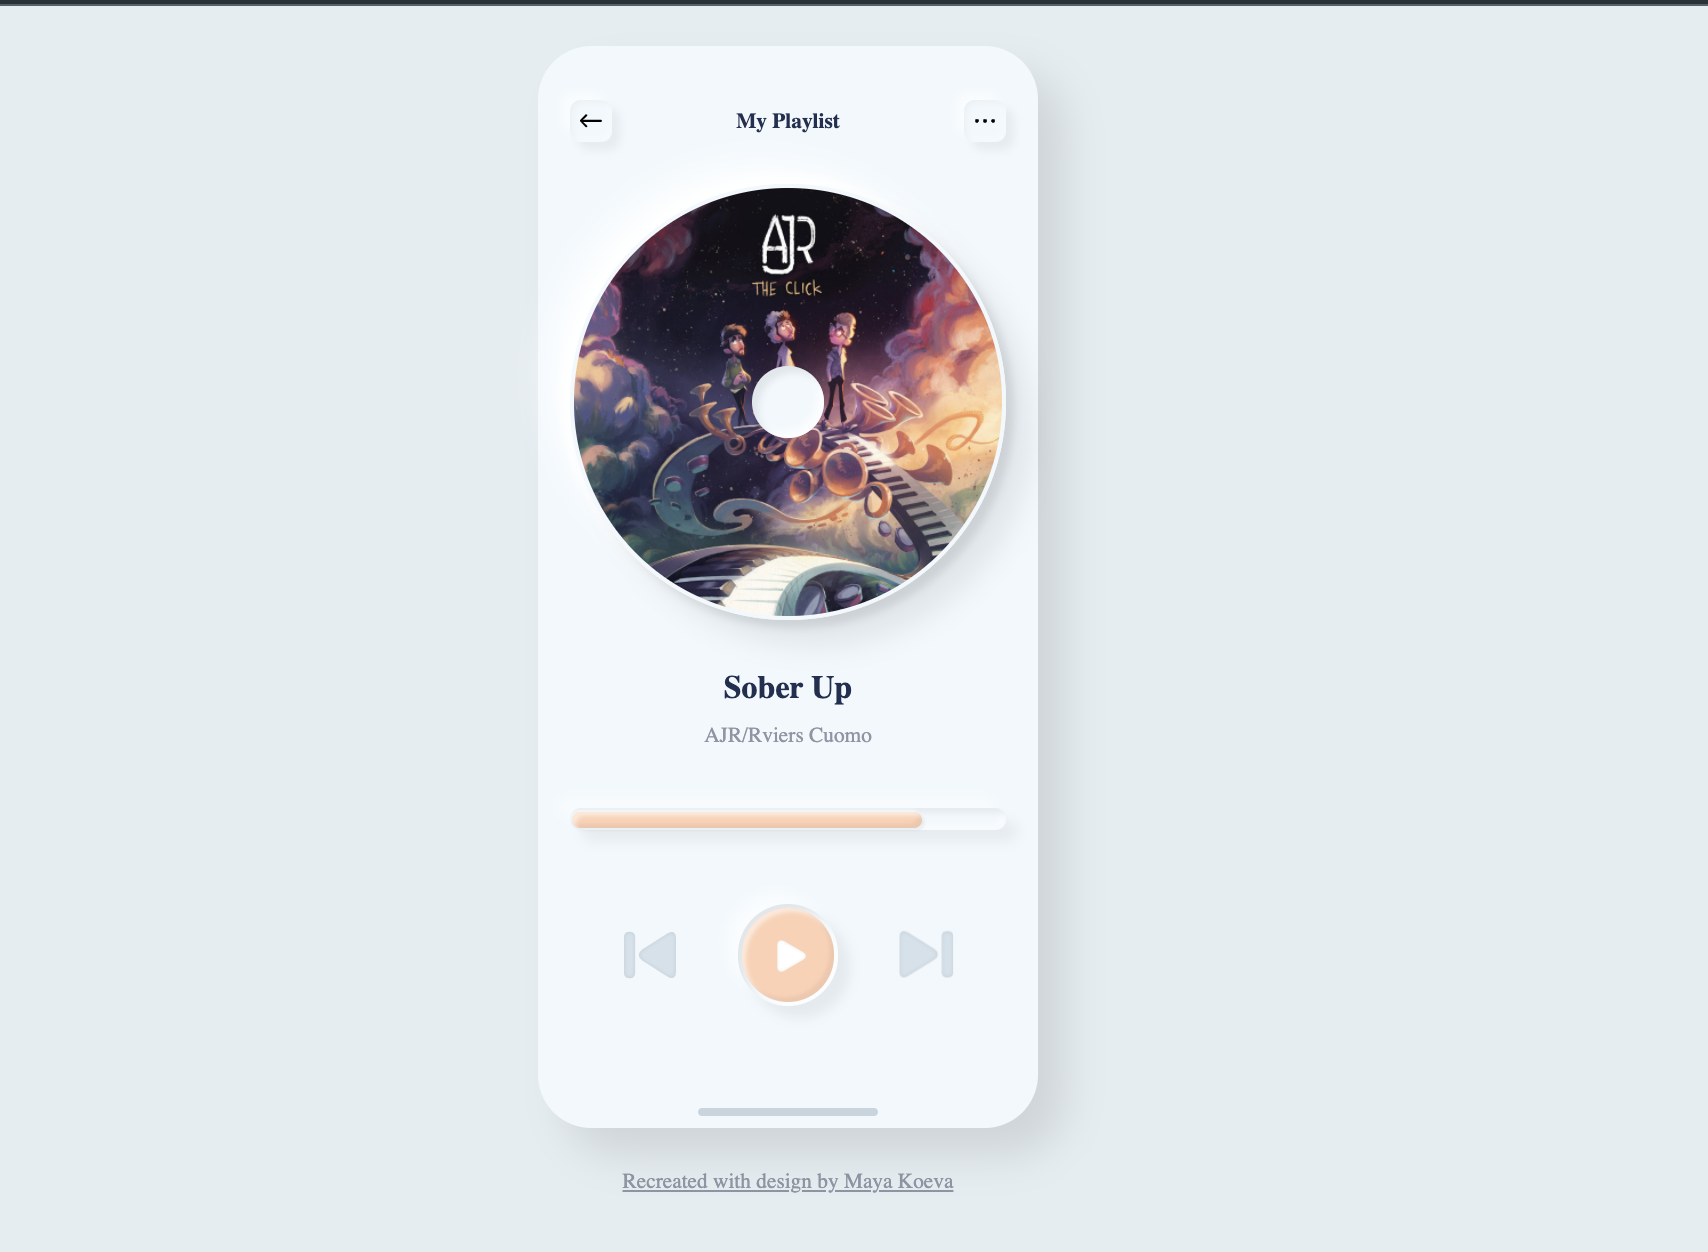 My Playlist
AJR
THE CLICK
Sober Up
AJR/Rviers Cuomo
Recreated with design by Maya Koeva